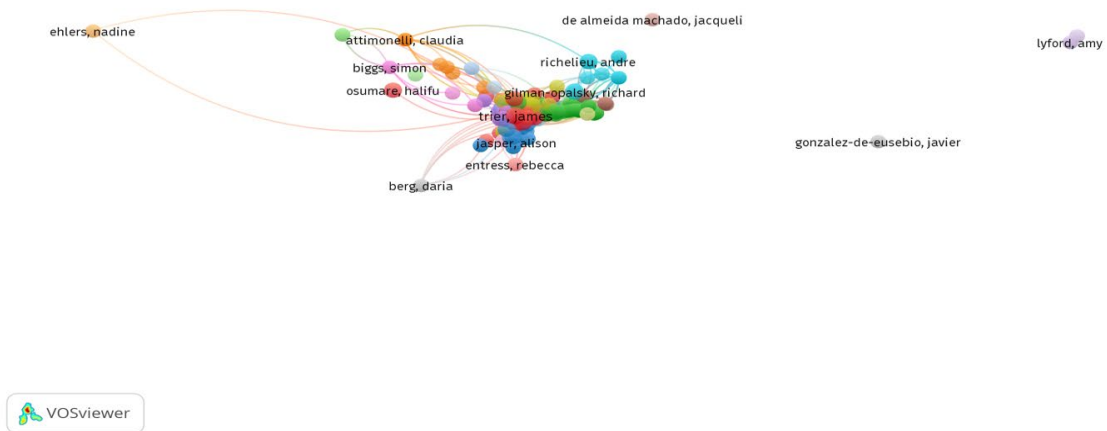 de almeida machado, jacqueli
ehlers, nadine
attimonelli, claudia
lyford, amy
richelieu, andre
biggs, simon
osumare, halifu
gilman-opalsky, richard
trier, james
jasper, alison
gonzalez-de-eusebio, javier
entress, rebecca
berg, daria
VOSviewer